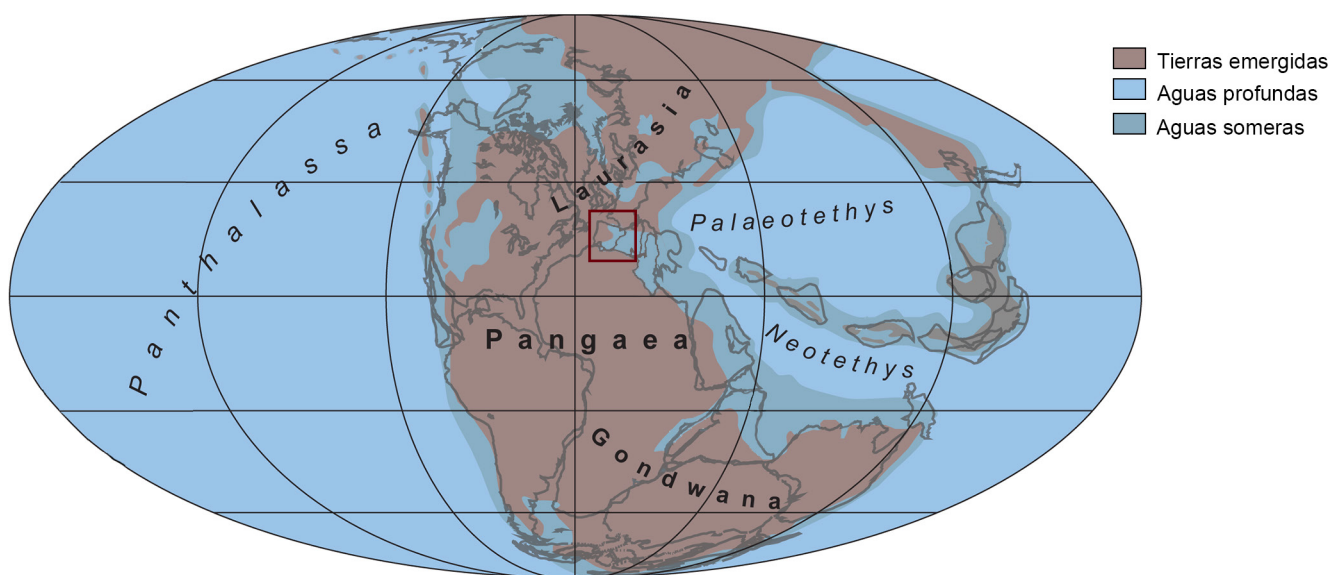 Panthalassa
Laurasia
Palaeotethys
Pangaea
Neotethys
Gondwana
Tierras emergidas
Aguas profundas
Aguas someras